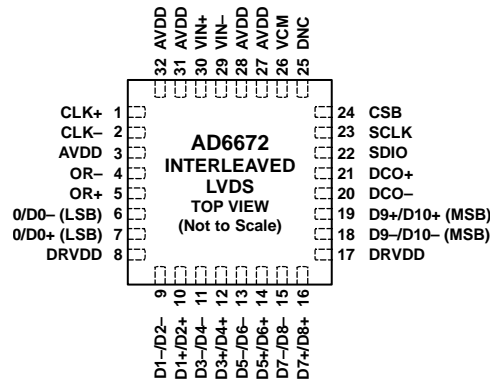 32 AVDD
31 AVDD
30 VIN+
29 VIN–
28 AVDD
27 AVDD
26 VCM
25 DNC
CLK+ 1
CLK– 2
AVDD 3
OR– 4
OR+ 5
0/D0– (LSB) 6
0/D0+ (LSB) 7
DRVDD 8
AD6672
INTERLEAVED
LVDS
TOP VIEW
(Not to Scale)
24 CSB
23 SCLK
22 SDIO
21 DCO+
20 DCO–
19 D9+/D10+ (MSB)
18 D9–/D10– (MSB)
17 DRVDD
D1–/D2– 9
D1+/D2+ 10
D3–/D4– 11
D3+/D4+ 12
D5–/D6– 13
D5+/D6+ 14
D7–/D8– 15
D7+/D8+ 16